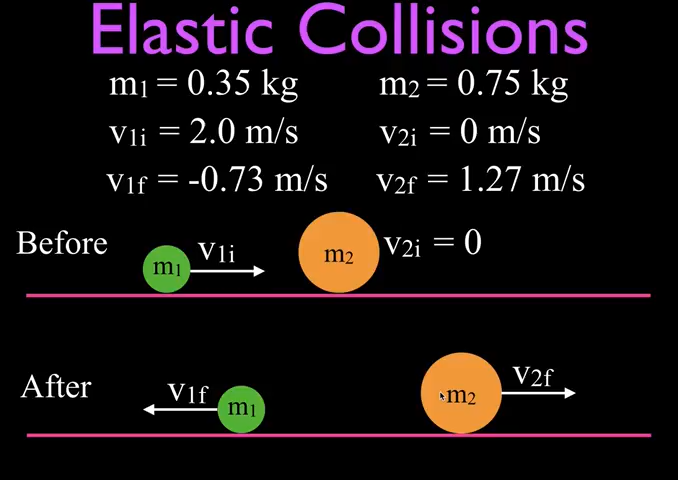 Elastic Collisions
m1 = 0.35 kg m2 = 0.75 kg
v1i = 2.0 m/s v2i = 0 m/s
v1f = -0.73 m/s v2f = 1.27 m/s
Before m1 v1i m2 v2i = 0
After v1f m1 m2 v2f